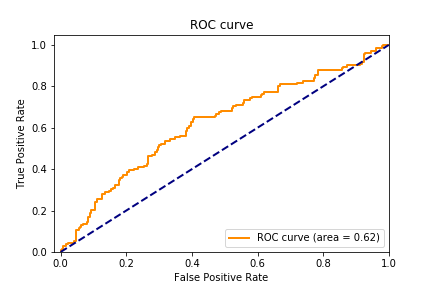 ROC curve
1.0
0.8
0.6
0.4
0.2
0.0
True Positive Rate
ROC curve (area = 0.62)
0.0 0.2 0.4 0.6 0.8 1.0
False Positive Rate